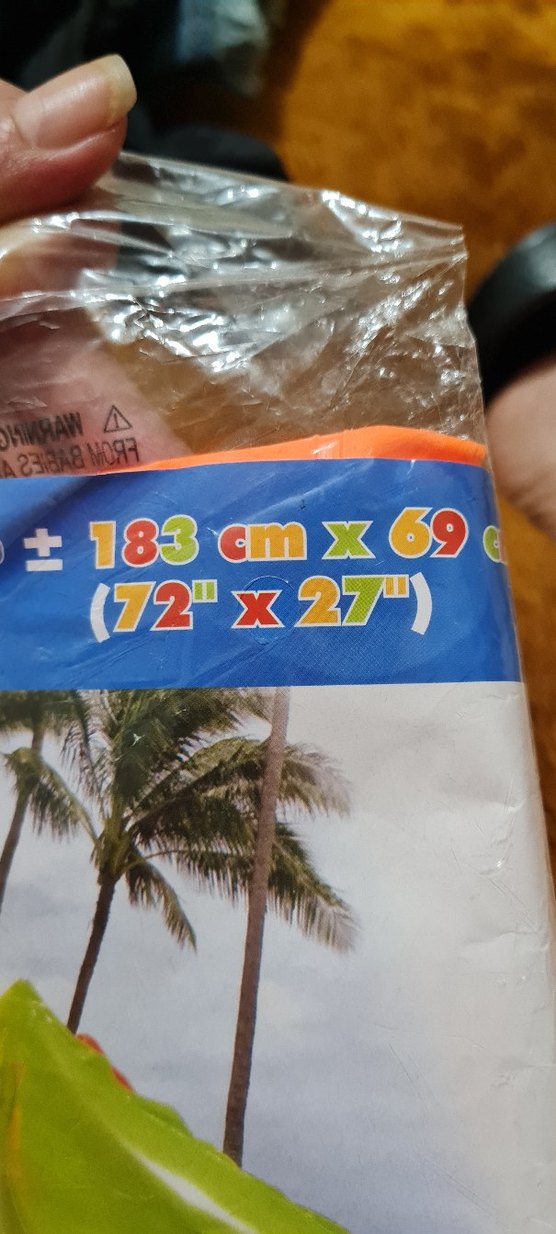 ± 183 cm x 69
(72" x 27")
WARNING
FROM BABIES